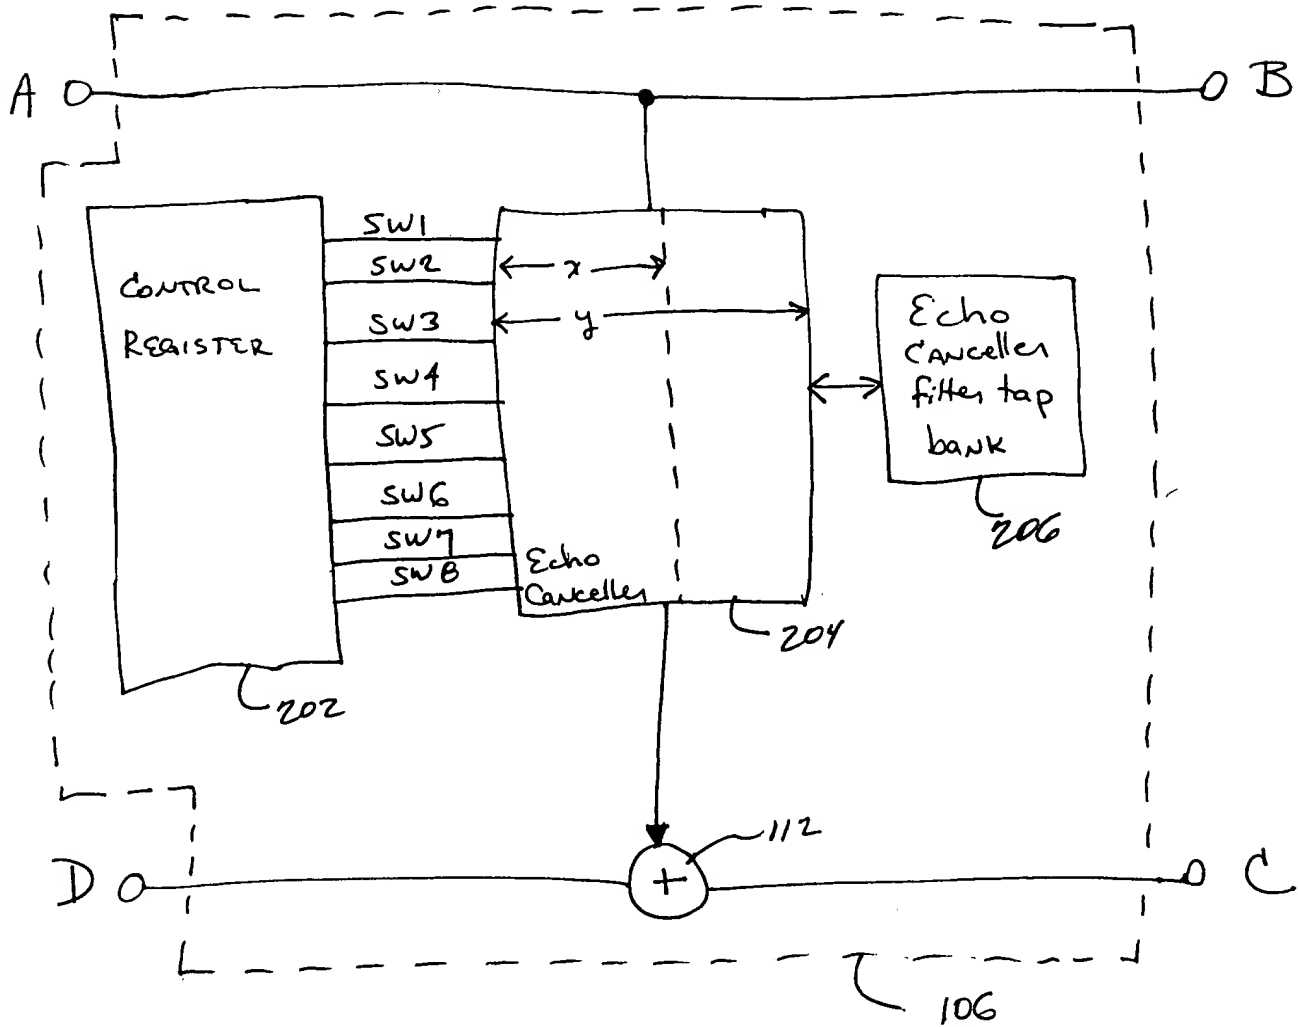 A
B
CONTROL
REGISTER
SW1
SW2
SW3
SW4
SW5
SW6
SW7
SW8
x
y
Echo
Canceller
Echo
Canceller
filter tap
bank
206
204
202
112
+
D
C
106